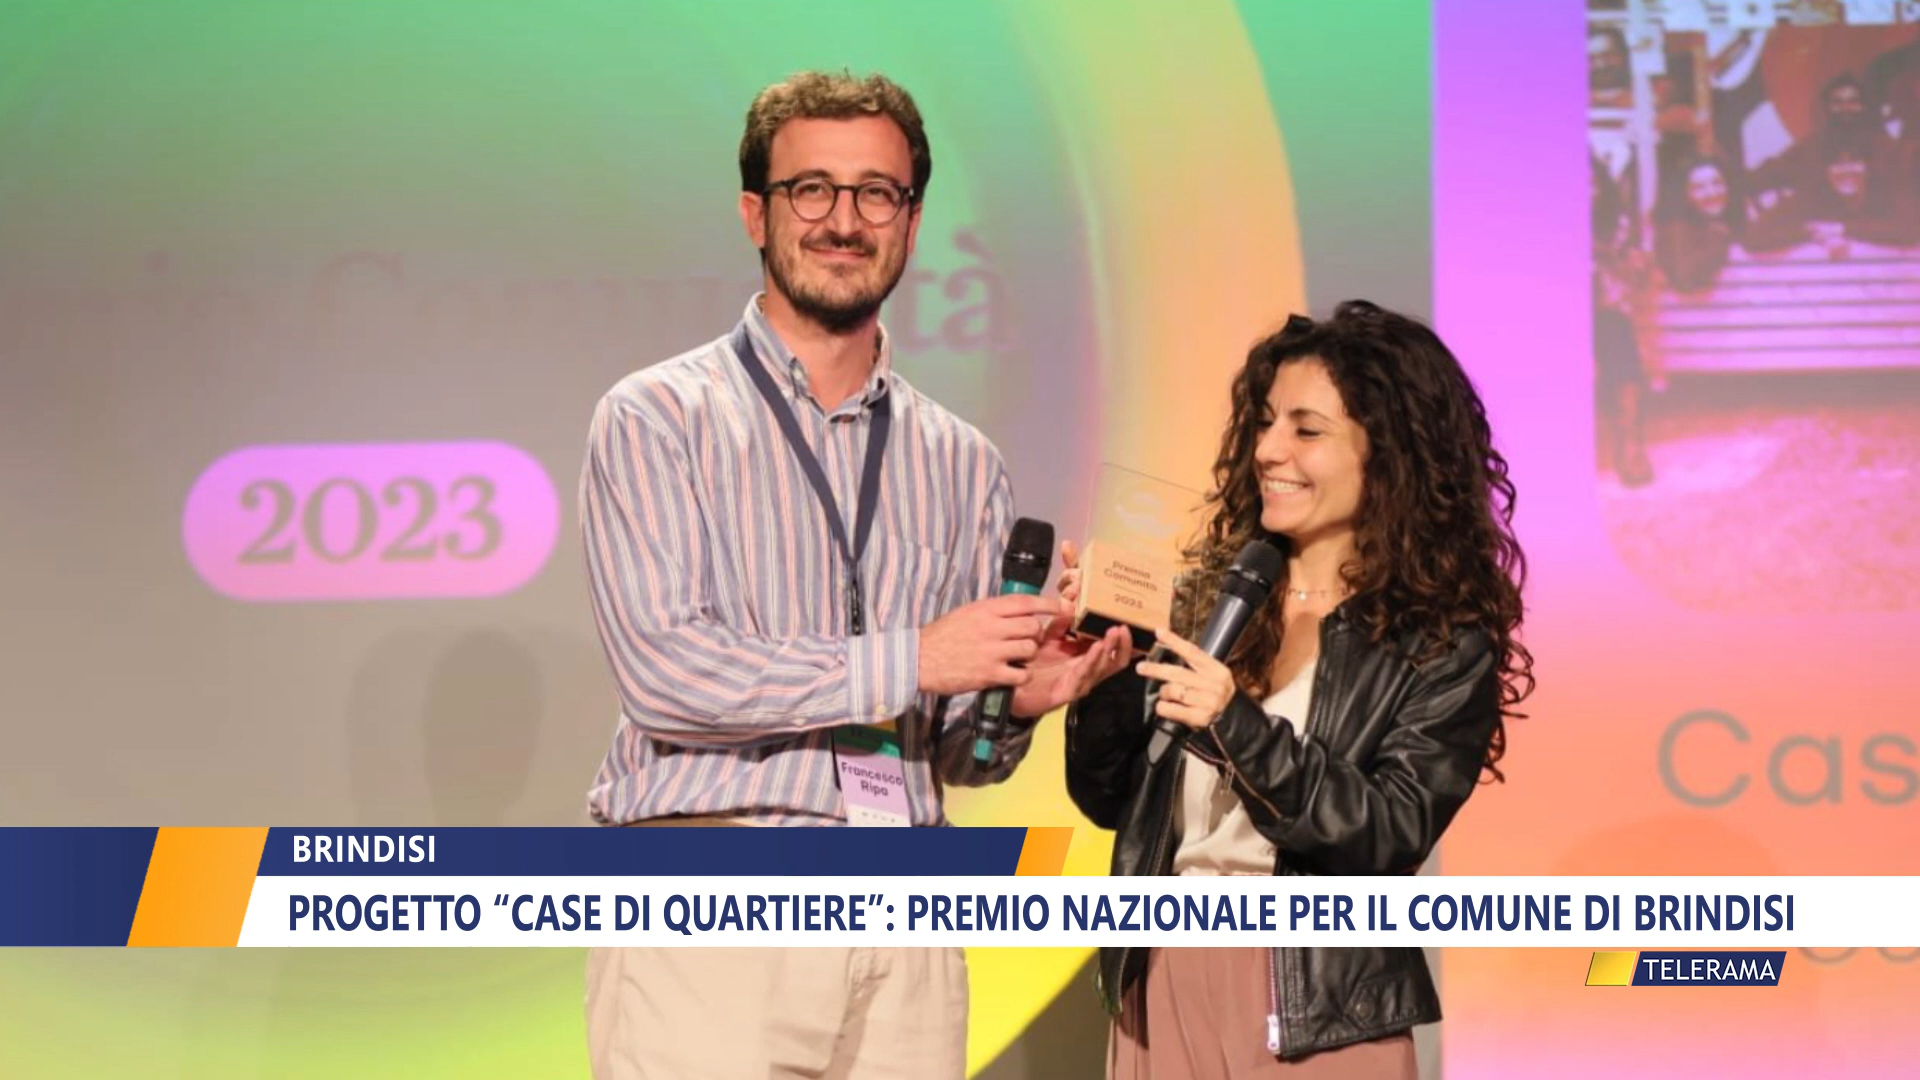 Comunità
2023
Premio
Comunità
2023
Francesco
Ripa
Cas
BRINDISI
PROGETTO “CASE DI QUARTIERE”: PREMIO NAZIONALE PER IL COMUNE DI BRINDISI
TELERAMA